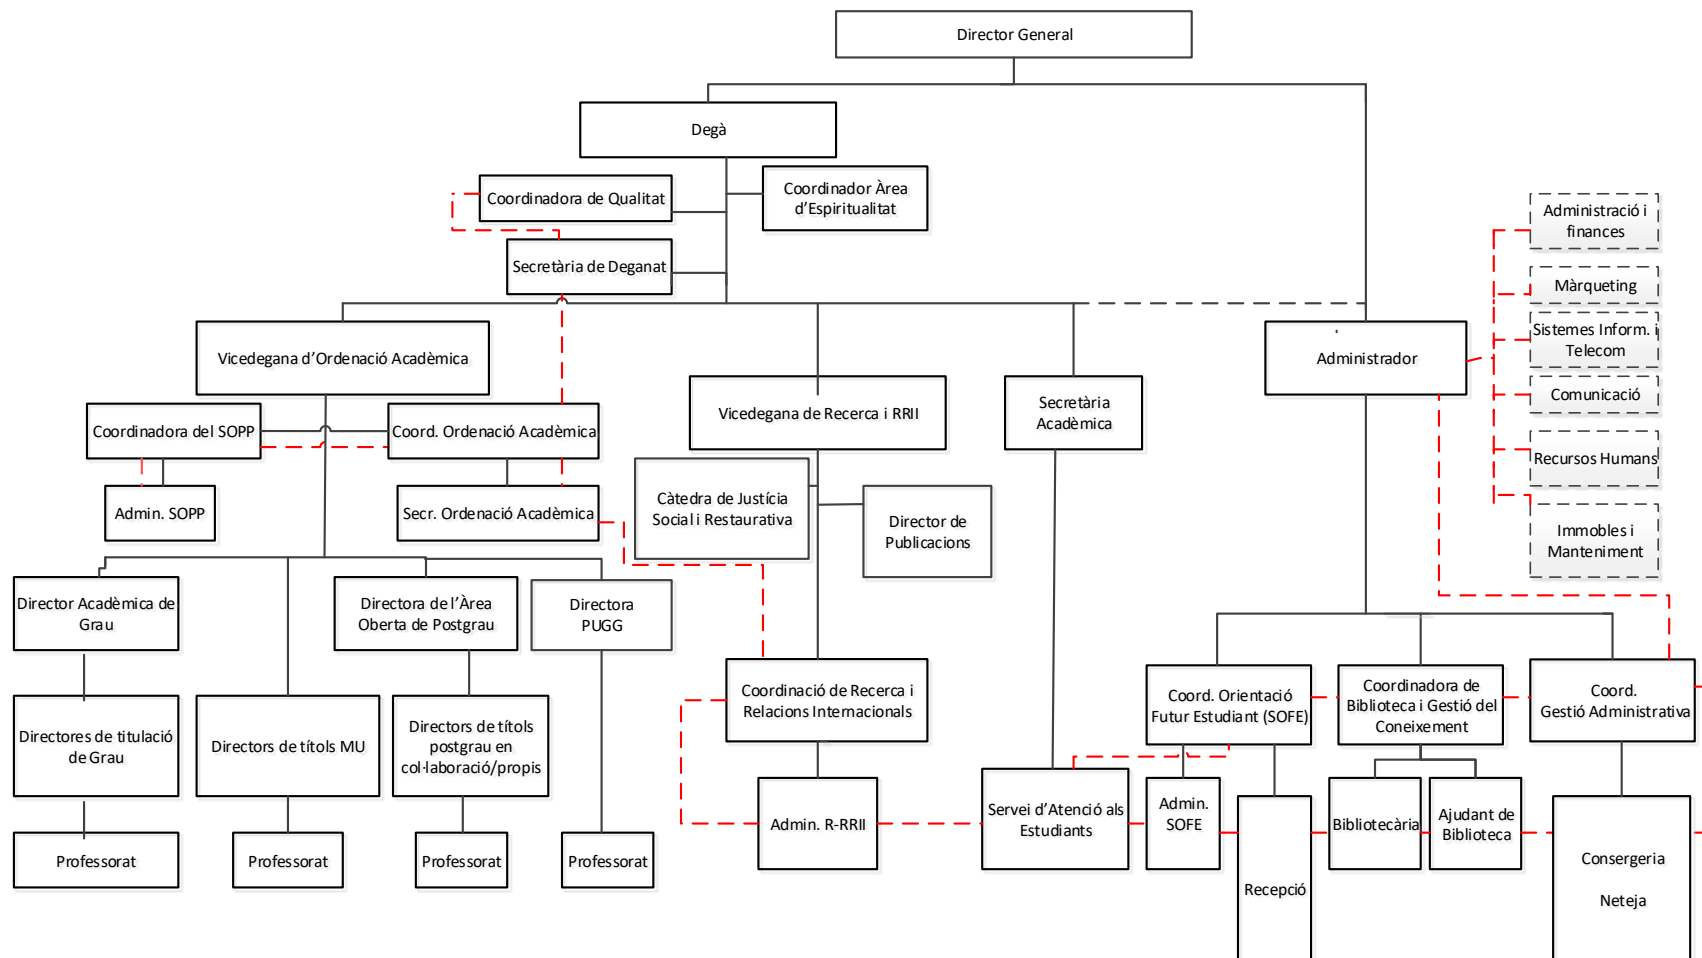 Director General
Degà
Coordinadora de Qualitat
Coordinador Àrea
d'Espiritualitat
Secretària de Deganat
Administració i
finances
Màrqueting
Sistemes Inform. i
Telecom
Comunicació
Recursos Humans
Immobles i
Manteniment
Vicedegana d'Ordenació Acadèmica
Vicedegana de Recerca i RRII
Secretària
Acadèmica
Administrador
Coordinadora del SOPP
Coord. Ordenació Acadèmica
Admin. SOPP
Secr. Ordenació Acadèmica
Càtedra de Justícia
Social i Restaurativa
Director de
Publicacions
Director Acadèmica de
Grau
Directora de l'Àrea
Oberta de Postgrau
Directora
PUGG
Coordinació de Recerca i
Relacions Internacionals
Coord. Orientació
Futur Estudiant (SOFE)
Coordinadora de
Biblioteca i Gestió del
Coneixement
Coord.
Gestió Administrativa
Directores de titulació
de Grau
Directors de títols MU
Directors de títols
postgrau en
col·laboració/propis
Admin. R-RRII
Servei d'Atenció als
Estudiants
Admin.
SOFE
Recepció
Bibliotecària
Ajudant de
Biblioteca
Consergeria
Neteja
Professorat
Professorat
Professorat
Professorat